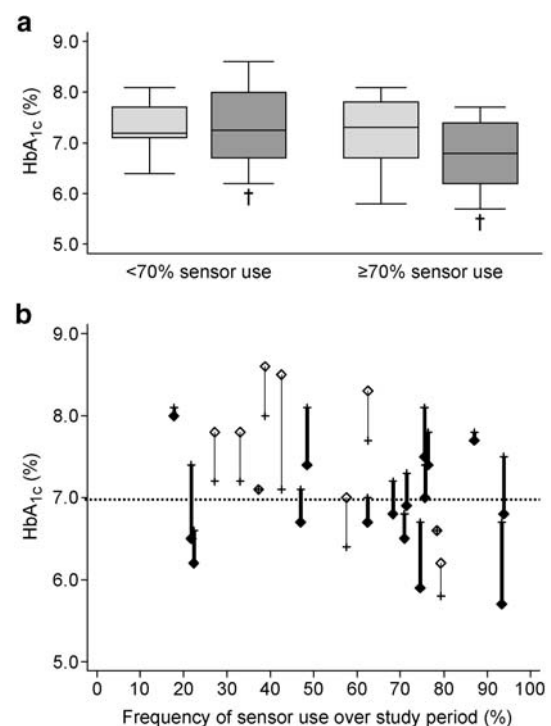 a
9.0
8.0
7.0
6.0
5.0
HbA1c (%)
†
†
<70% sensor use
≥70% sensor use
b
9.0
8.0
7.0
6.0
5.0
HbA1c (%)
0 10 20 30 40 50 60 70 80 90 100
Frequency of sensor use over study period (%)